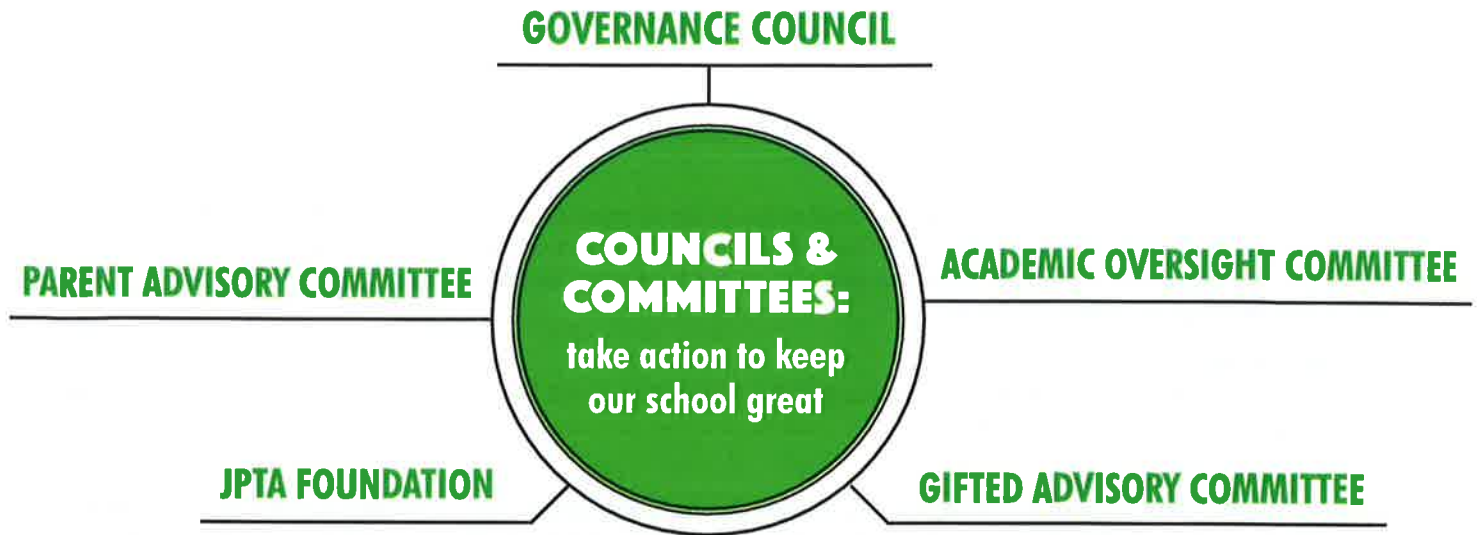 GOVERNANCE COUNCIL
PARENT ADVISORY COMMITTEE
COUNCILS &
COMMITTEES:
take action to keep
our school great
ACADEMIC OVERSIGHT COMMITTEE
JPTA FOUNDATION
GIFTED ADVISORY COMMITTEE